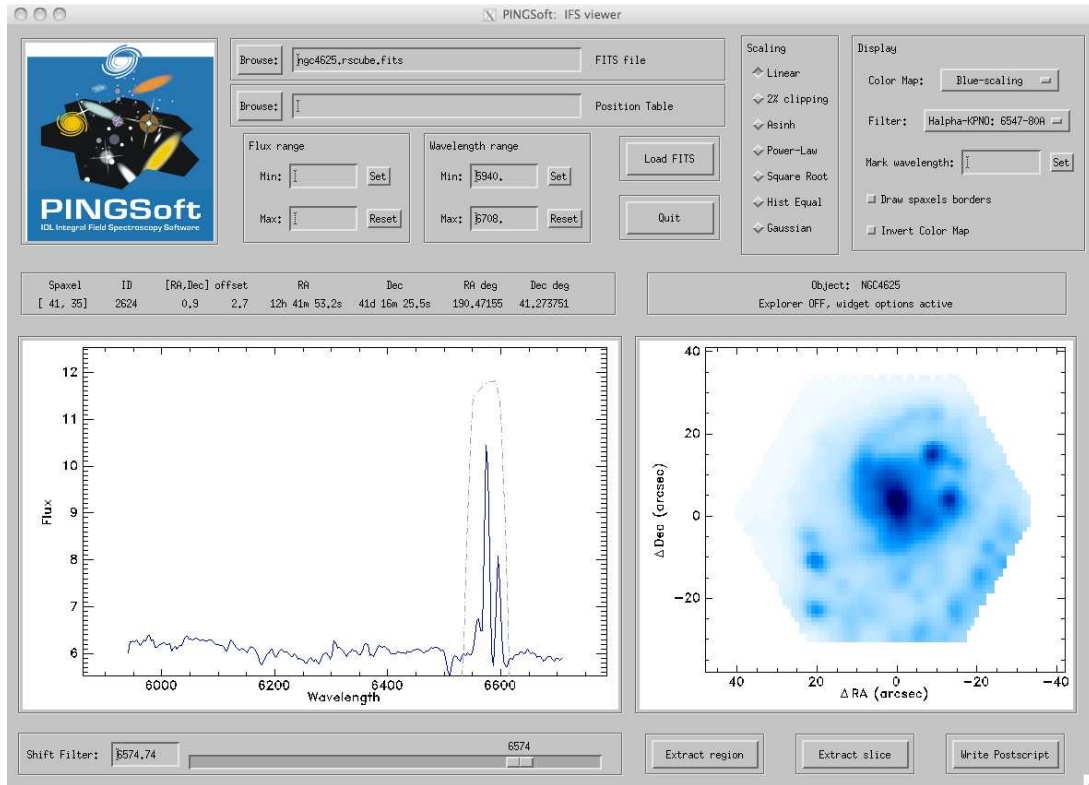 PINGSoft: IFS viewer
PINGSoft
IDL Integral Field Spectroscopy Software
Browse: ngc4625.rscube.fits FITS file
Browse: Position Table
Flux range
Min: Set
Max: Reset
Wavelength range
Min: 5940. Set
Max: 6708. Reset
Load FITS
Quit
Scaling
Linear
2% clipping
Asinh
Power-Law
Square Root
Hist Equal
Gaussian
Display
Color Map: Blue-scaling
Filter: Halpha-KPNO: 6547-80A
Mark wavelength: Set
Draw spaxels borders
Invert Color Map
Spaxel ID [RA,Dec] offset RA Dec RA deg Dec deg
[ 41, 35] 2624 0.9 2.7 12h 41m 53.2s 41d 16m 25.5s 190.47155 41.273751
Object: NGC4625
Explorer OFF, widget options active
12
11
10
9
8
7
6
Flux
6000 6200 6400 6600
Wavelength
40
20
0
−20
Δ Dec (arcsec)
40 20 0 −20 −40
Δ RA (arcsec)
Shift Filter: 6574.74 6574
Extract region
Extract slice
Write Postscript